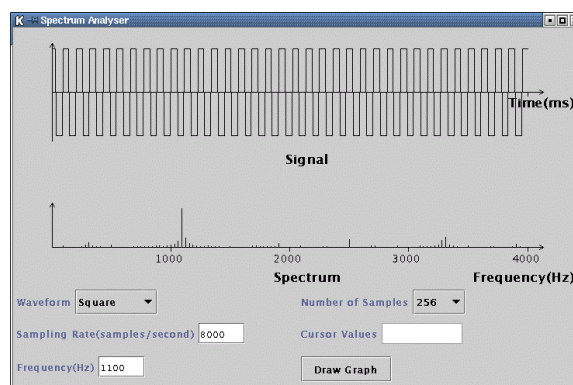 Spectrum Analyser
Time(ms)
Signal
1000 2000 3000 4000
Spectrum Frequency(Hz)
Waveform Square Number of Samples 256
Sampling Rate(samples/second) 8000 Cursor Values
Frequency(Hz) 1100 Draw Graph